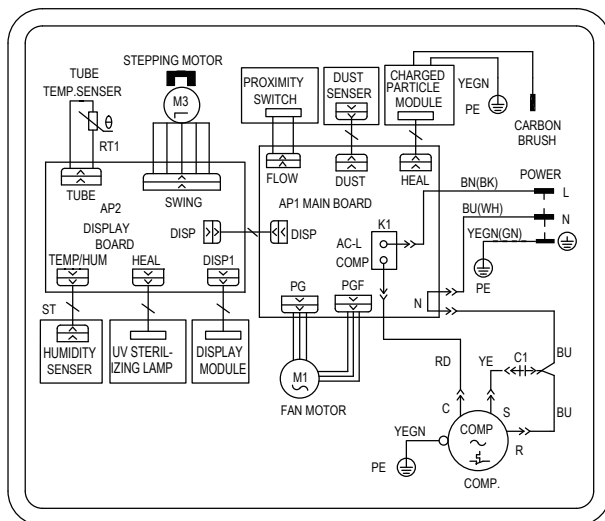 STEPPING MOTOR
TUBE
TEMP.SENSER
θ
RT1
M3
PROXIMITY
SWITCH
DUST
SENSER
CHARGED
PARTICLE
MODULE
YEGN
PE
CARBON
BRUSH
TUBE
SWING
FLOW
DUST
HEAL
AP2
DISPLAY
BOARD
AP1 MAIN BOARD
DISP
DISP
K1
AC-L
COMP
BN(BK)
POWER
L
BU(WH)
N
YEGN(GN)
PE
TEMP/HUM
HEAL
DISP1
PG
PGF
N
ST
HUMIDITY
SENSER
UV STERIL-
IZING LAMP
DISPLAY
MODULE
M1
FAN MOTOR
RD
YE
C1
BU
BU
C
S
R
YEGN
PE
COMP
COMP.